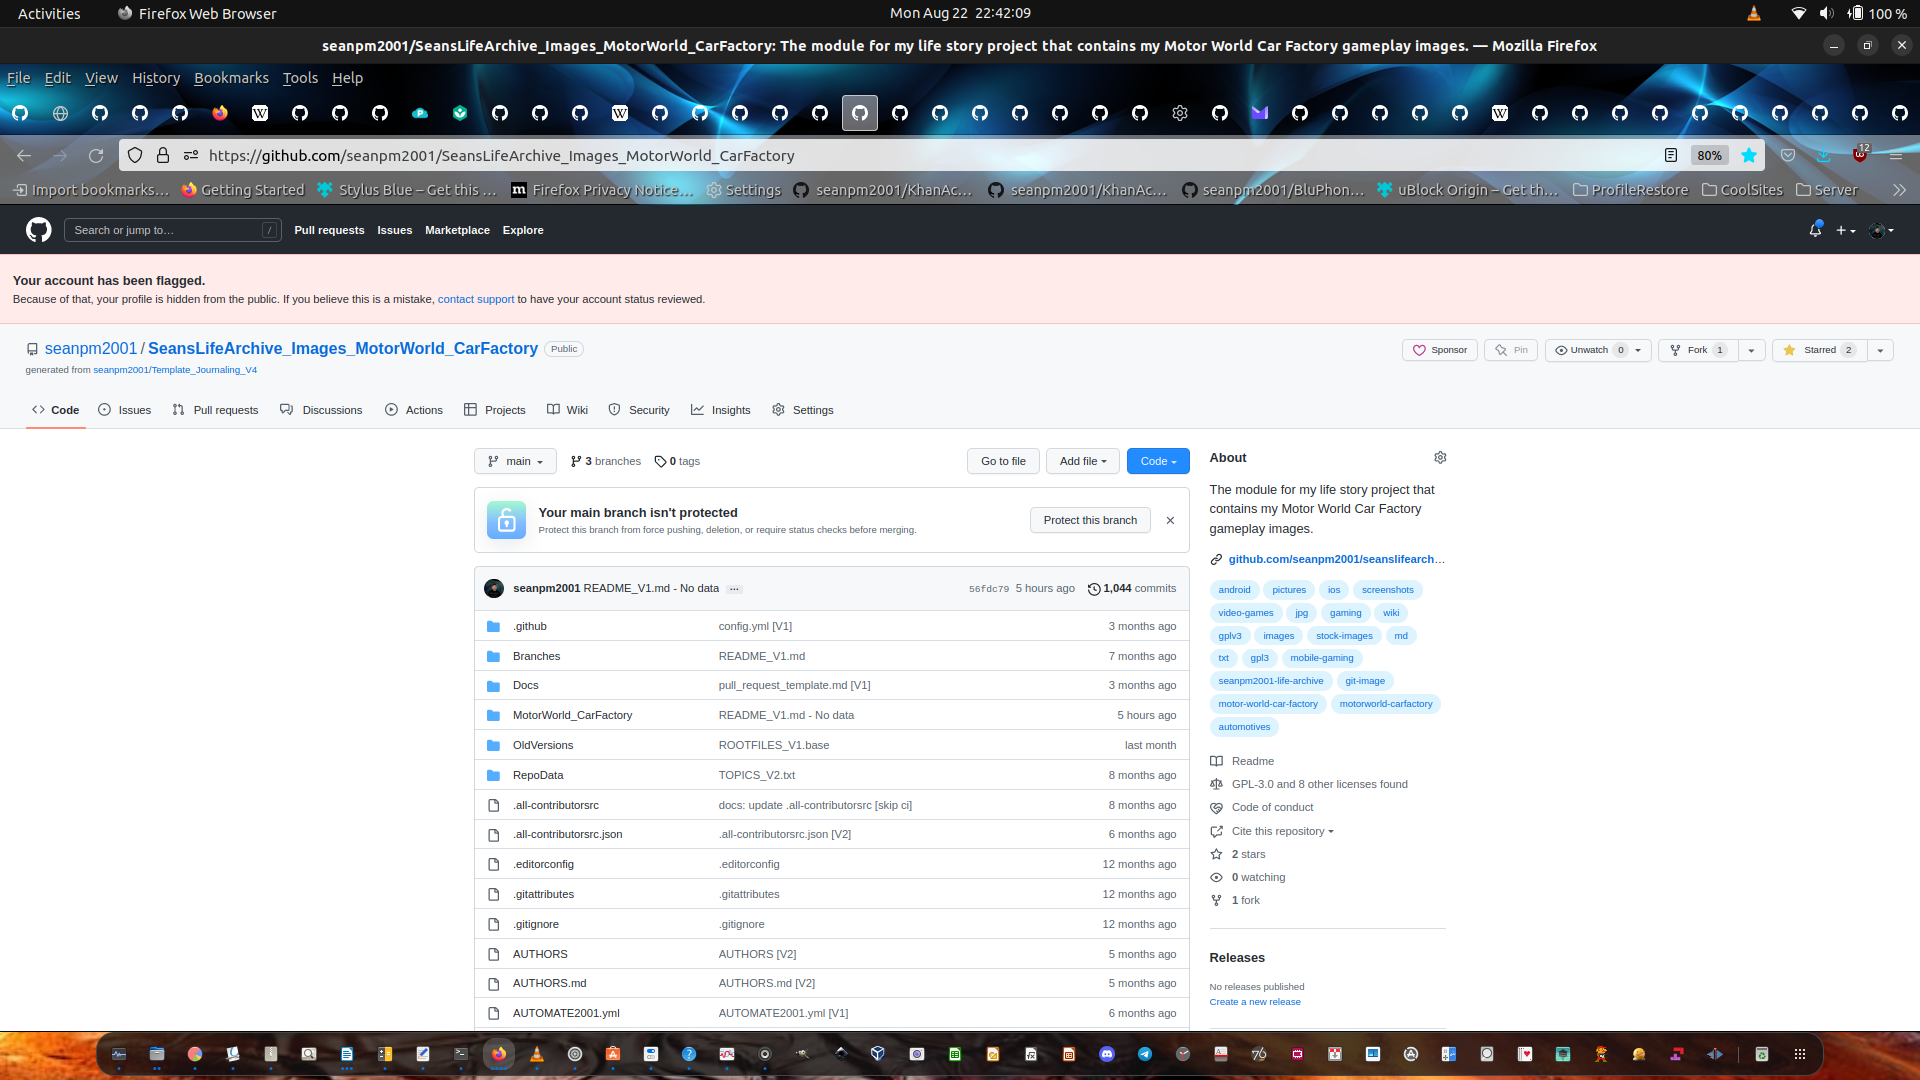 Activities Firefox Web Browser Mon Aug 22 22:42:09 100 %
seanpm2001/SeansLifeArchive_Images_MotorWorld_CarFactory: The module for my life story project that contains my Motor World Car Factory gameplay images. — Mozilla Firefox
File Edit View History Bookmarks Tools Help
https://github.com/seanpm2001/SeansLifeArchive_Images_MotorWorld_CarFactory 80% 12
Import bookmarks… Getting Started Stylus Blue – Get this … Firefox Privacy Notice… Settings seanpm2001/KhanAc… seanpm2001/KhanAc… seanpm2001/BluPhon… uBlock Origin – Get th… ProfileRestore CoolSites Server
Search or jump to… / Pull requests Issues Marketplace Explore
Your account has been flagged.
Because of that, your profile is hidden from the public. If you believe this is a mistake, contact support to have your account status reviewed.
seanpm2001 / SeansLifeArchive_Images_MotorWorld_CarFactory Public Sponsor Pin Unwatch 0 Fork 1 Starred 2
generated from seanpm2001/Template_Journaling_V4
Code Issues Pull requests Discussions Actions Projects Wiki Security Insights Settings
main 3 branches 0 tags Go to file Add file Code
Your main branch isn't protected
Protect this branch from force pushing, deletion, or require status checks before merging.
Protect this branch
seanpm2001 README_V1.md - No data … 56fdc79 5 hours ago 1,044 commits
.github config.yml [V1] 3 months ago
Branches README_V1.md 7 months ago
Docs pull_request_template.md [V1] 3 months ago
MotorWorld_CarFactory README_V1.md - No data 5 hours ago
OldVersions ROOTFILES_V1.base last month
RepoData TOPICS_V2.txt 8 months ago
.all-contributorsrc docs: update .all-contributorsrc [skip ci] 8 months ago
.all-contributorsrc.json .all-contributorsrc.json [V2] 6 months ago
.editorconfig .editorconfig 12 months ago
.gitattributes .gitattributes 12 months ago
.gitignore .gitignore 12 months ago
AUTHORS AUTHORS [V2] 5 months ago
AUTHORS.md AUTHORS.md [V2] 5 months ago
AUTOMATE2001.yml AUTOMATE2001.yml [V1] 6 months ago
About
The module for my life story project that
contains my Motor World Car Factory
gameplay images.
github.com/seanpm2001/seanslifearch…
android pictures ios screenshots
video-games jpg gaming wiki
gplv3 images stock-images md
txt gpl3 mobile-gaming
seanpm2001-life-archive git-image
motor-world-car-factory motorworld-carfactory
automotives
Readme
GPL-3.0 and 8 other licenses found
Code of conduct
Cite this repository
2 stars
0 watching
1 fork
Releases
No releases published
Create a new release